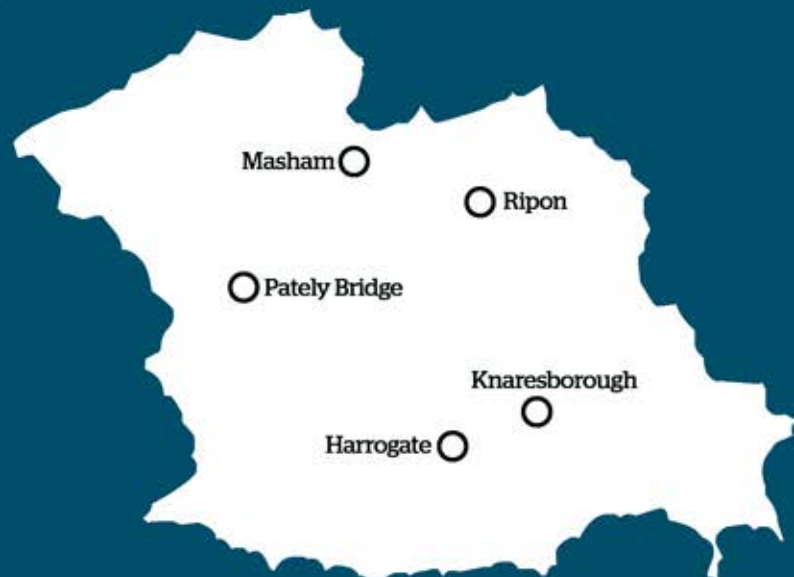 Masham
Ripon
Pately Bridge
Knaresborough
Harrogate